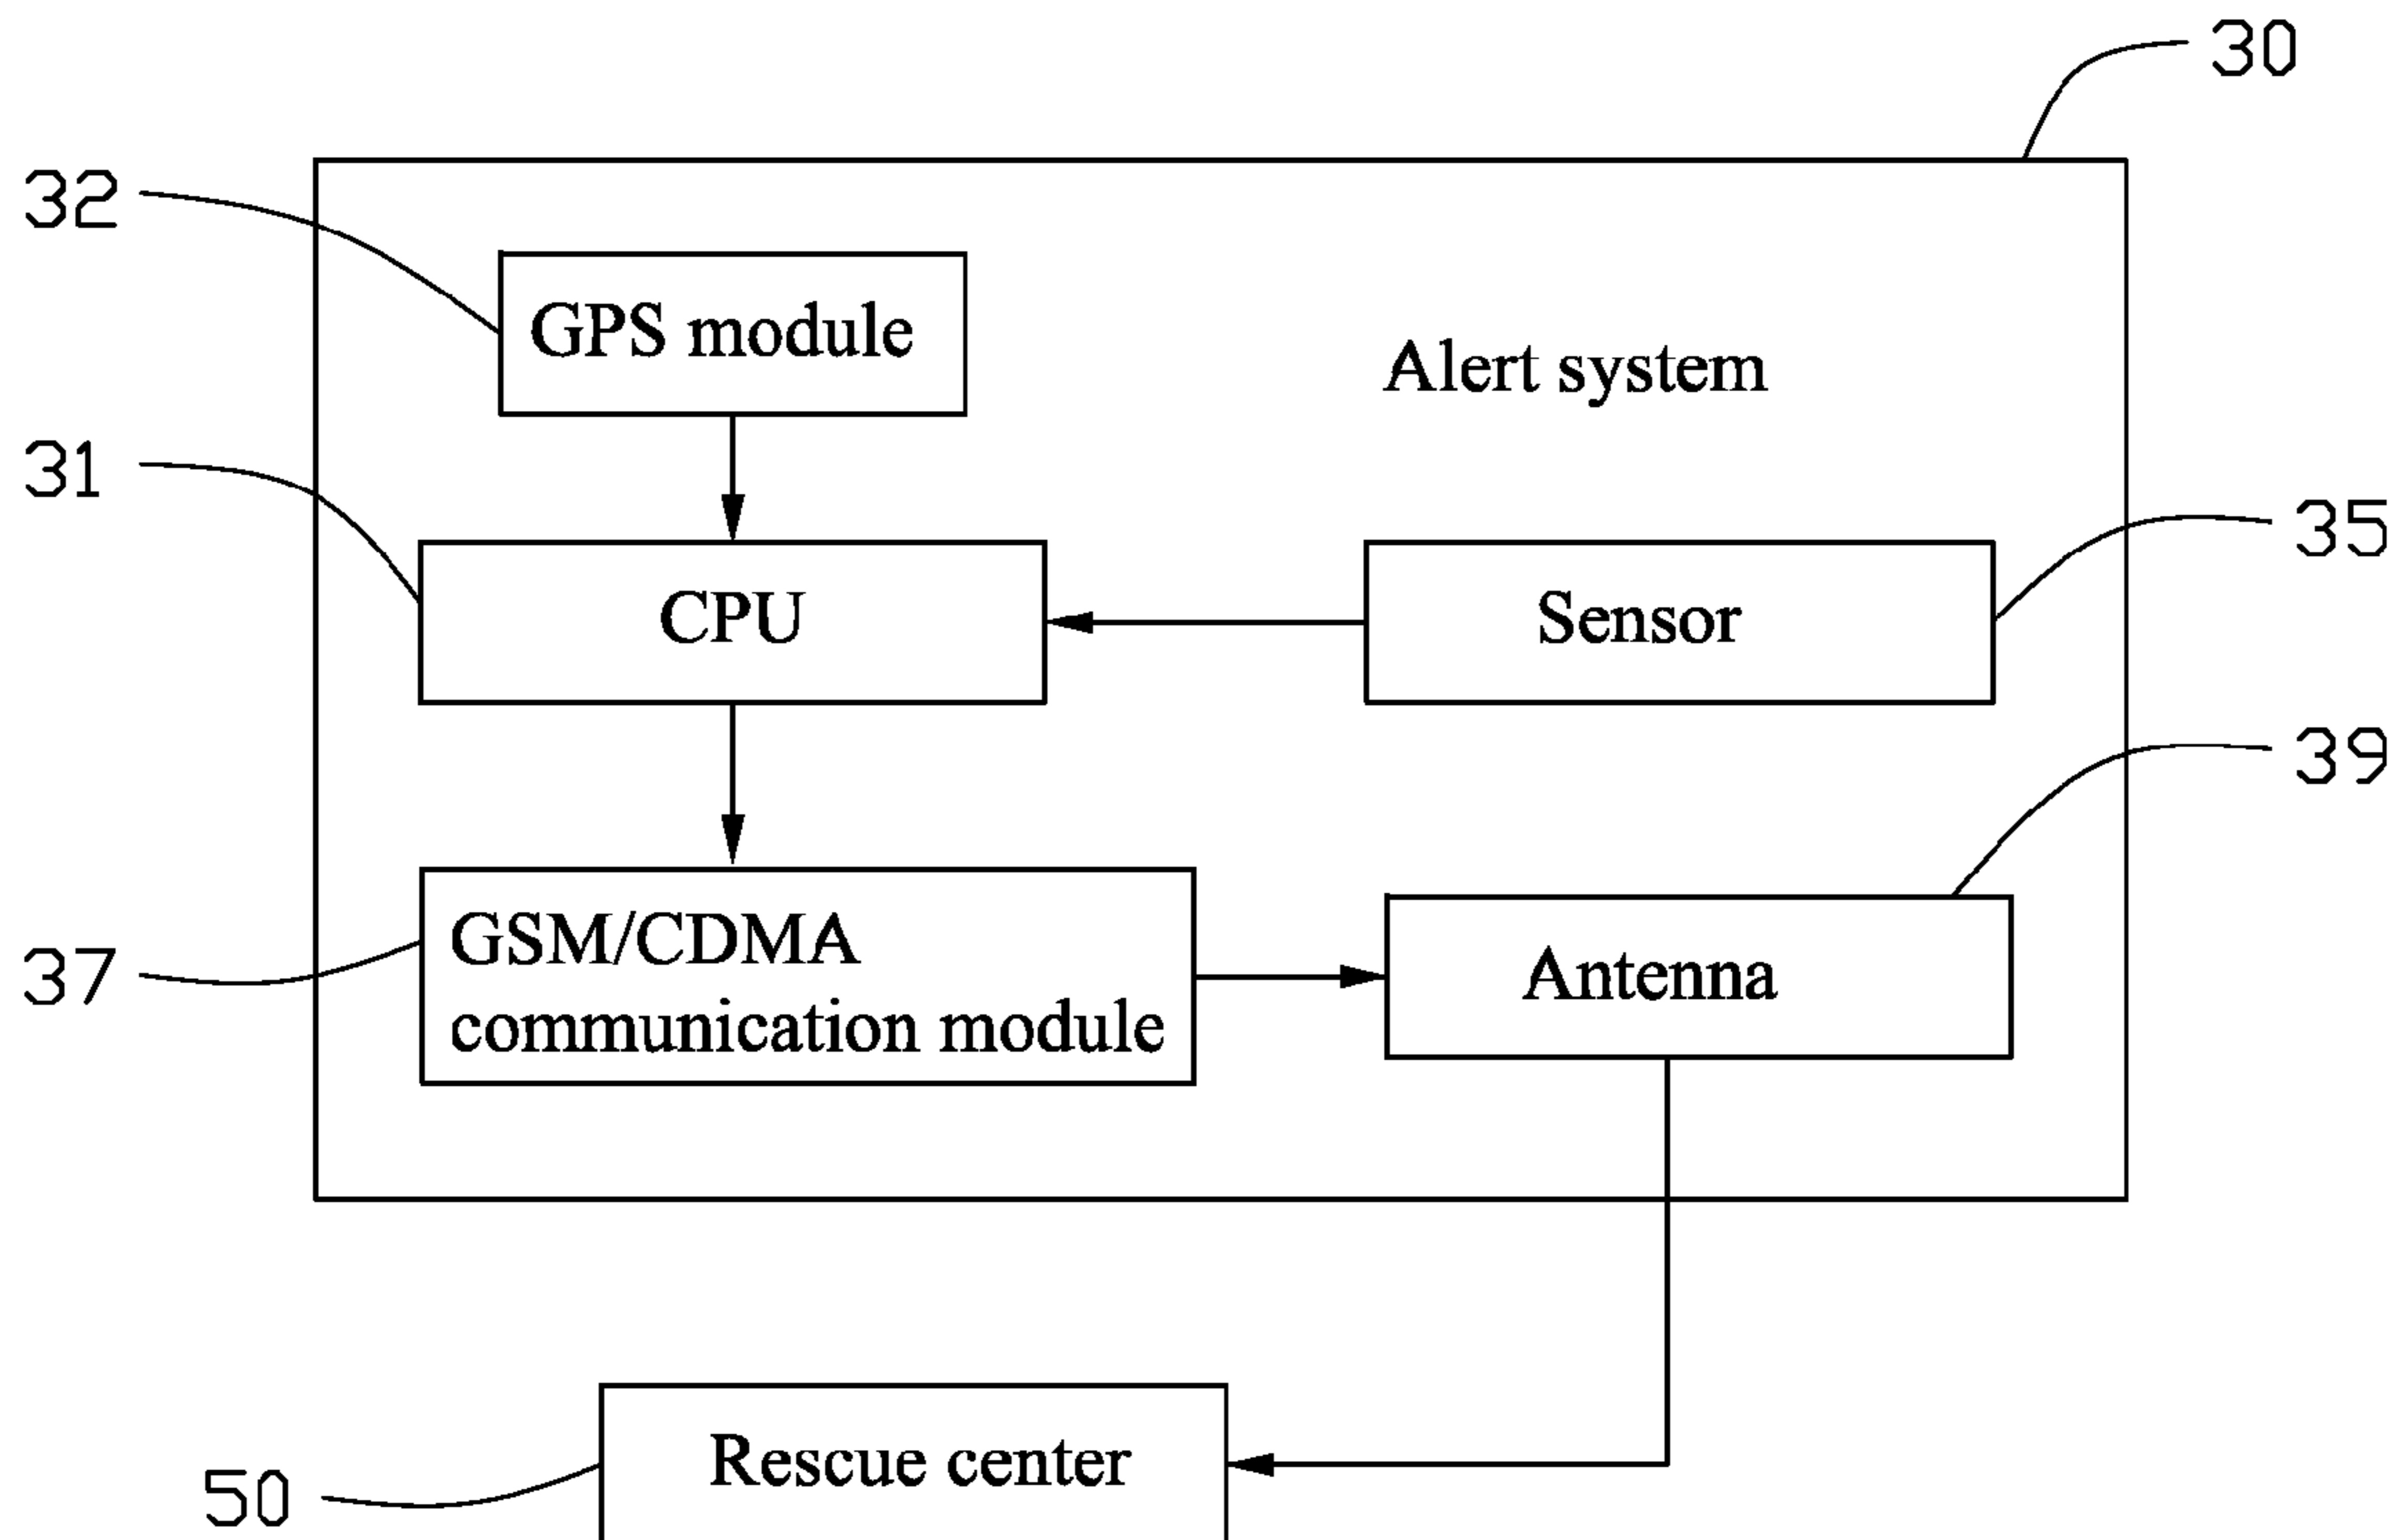 30
32
GPS module
Alert system
31
35
CPU
Sensor
39
37
GSM/CDMA
communication module
Antenna
Rescue center
50